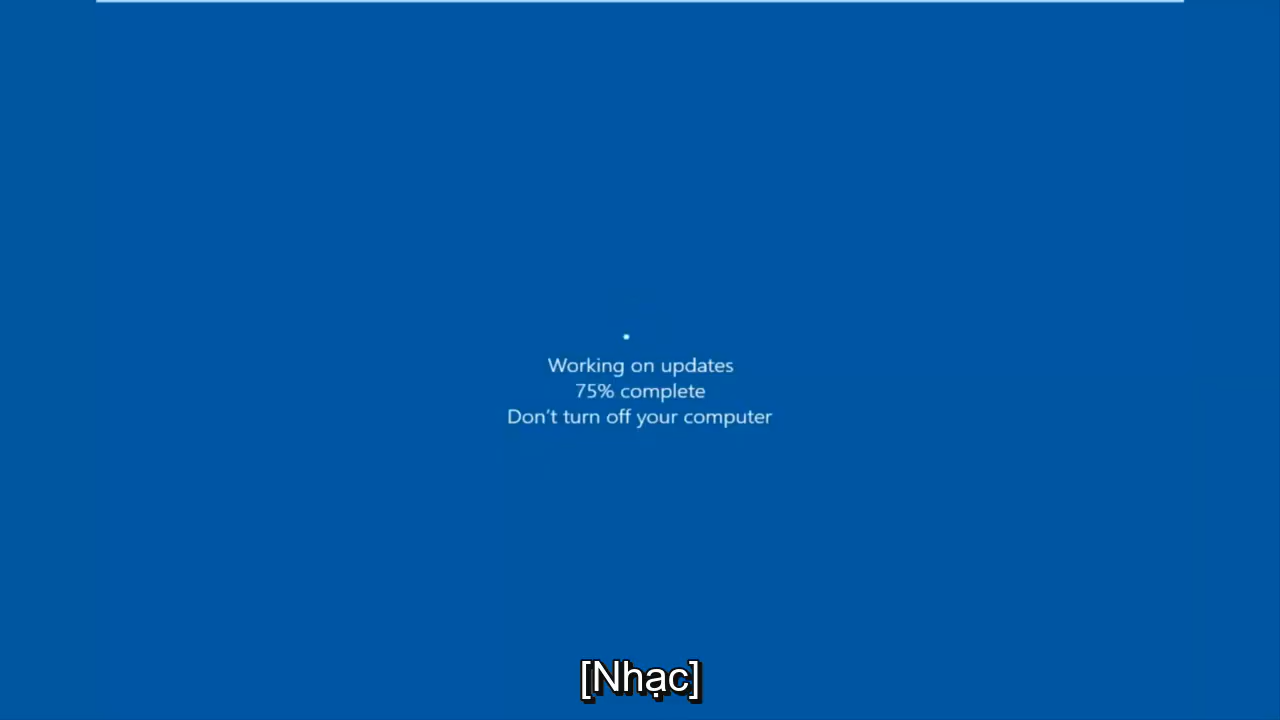 Working on updates
75% complete
Don't turn off your computer
[Nhạc]